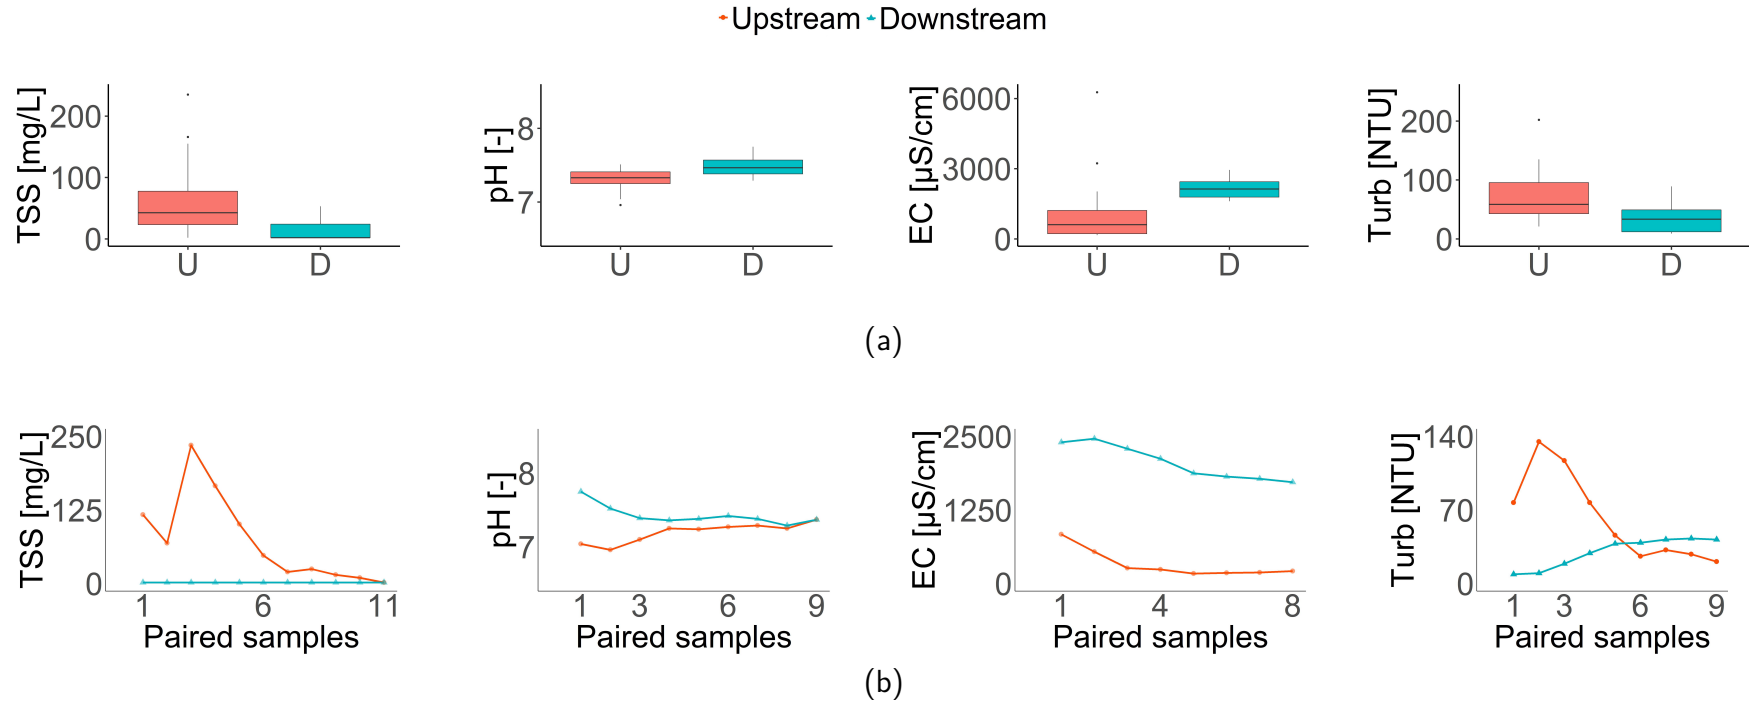 Upstream Downstream
TSS [mg/L]
200
100
0
U D
pH [-]
8
7
U D
EC [µS/cm]
6000
3000
0
U D
Turb [NTU]
200
100
0
U D
(a)
TSS [mg/L]
250
125
0
1 6 11
Paired samples
pH [-]
8
7
1 3 6 9
Paired samples
EC [µS/cm]
2500
1250
0
1 4 8
Paired samples
Turb [NTU]
140
70
0
1 3 6 9
Paired samples
(b)